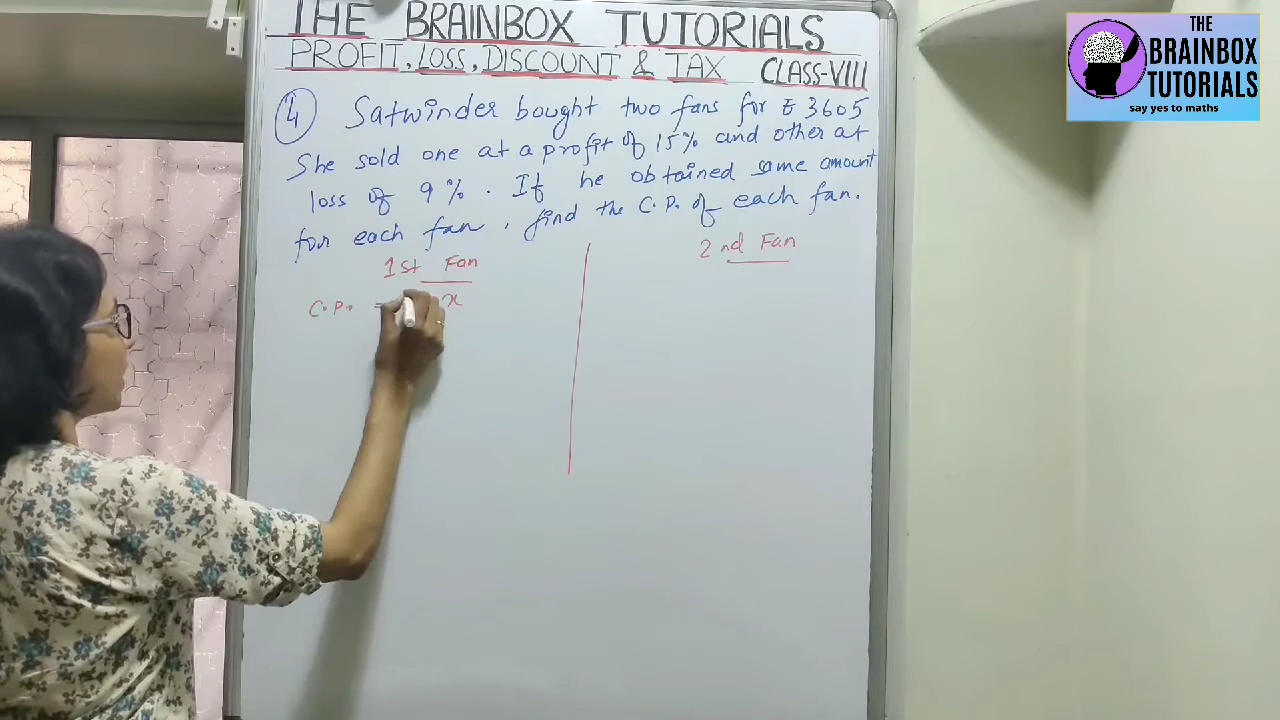 THE BRAINBOX TUTORIALS
PROFIT, LOSS, DISCOUNT & TAX CLASS-VIII
4 Satwinder bought two fans for ₹ 3605
She sold one at a profit of 15% and other at
loss of 9%. If he obtained same amount
for each fan, find the C.P. of each fan.
1st Fan
2nd Fan
C.P. = x
THE
BRAINBOX
TUTORIALS
say yes to maths